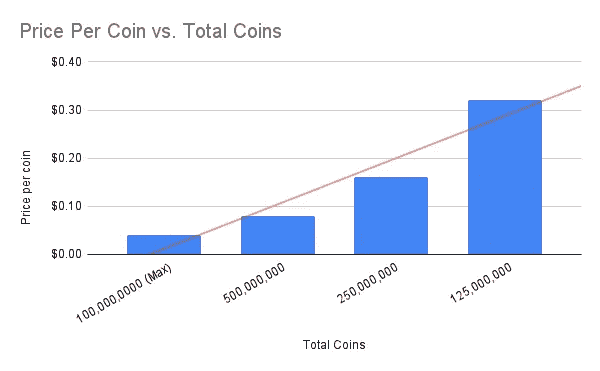 Price Per Coin vs. Total Coins
$0.40
$0.30
$0.20
$0.10
$0.00
Price per coin
100,000,0000 (Max)
500,000,000
250,000,000
125,000,000
Total Coins